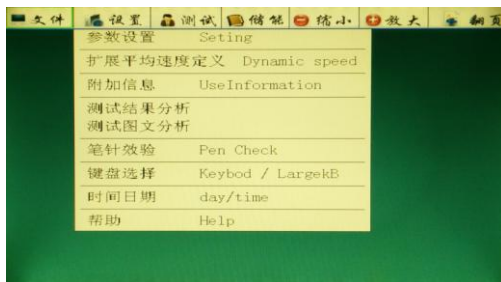 文件 设置 测试 储能 缩小 放大 翻页
参数设置 Seting
扩展平均速度定义 Dynamic speed
附加信息 UseInformation
测试结果分析
测试图文分析
笔针效验 Pen Check
键盘选择 Keybod / LargekB
时间日期 day/time
帮助 Help